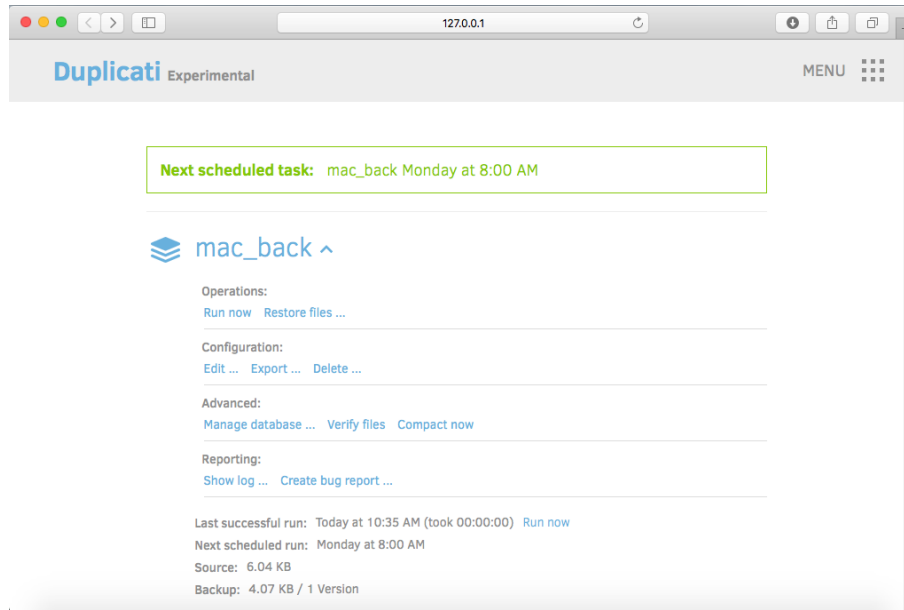 127.0.0.1
Duplicati Experimental
MENU
Next scheduled task: mac_back Monday at 8:00 AM
mac_back
Operations:
Run now Restore files ...
Configuration:
Edit ... Export ... Delete ...
Advanced:
Manage database ... Verify files Compact now
Reporting:
Show log ... Create bug report ...
Last successful run: Today at 10:35 AM (took 00:00:00) Run now
Next scheduled run: Monday at 8:00 AM
Source: 6.04 KB
Backup: 4.07 KB / 1 Version